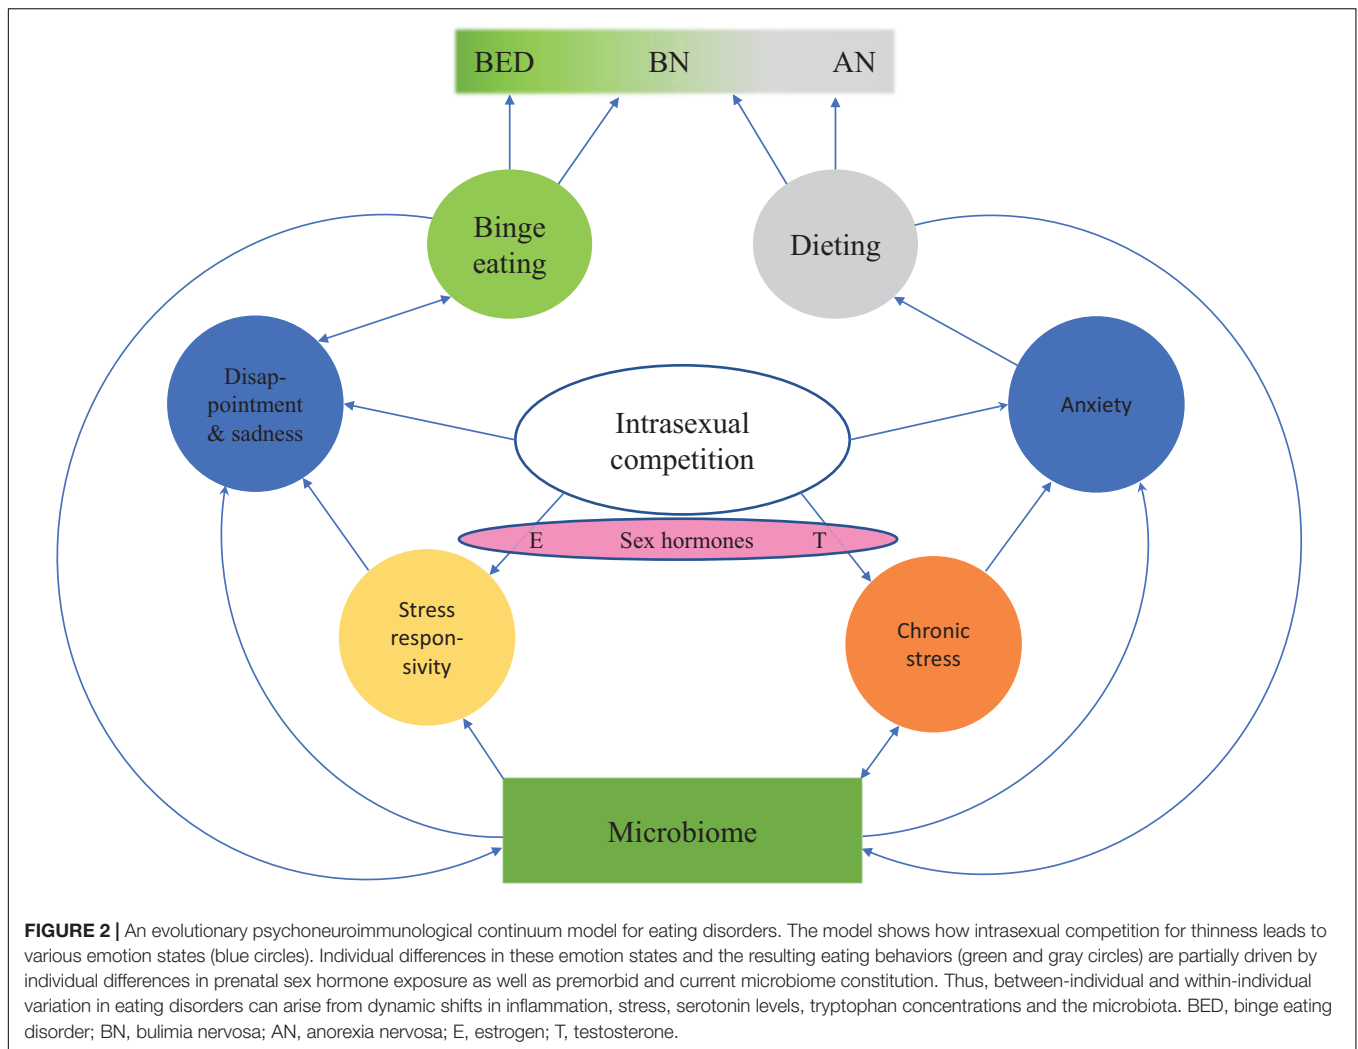 BED BN AN
Binge
eating
Dieting
Disap-
pointment
& sadness
Intrasexual
competition
Anxiety
E Sex hormones T
Stress
respon-
sivity
Chronic
stress
Microbiome
FIGURE 2 | An evolutionary psychoneuroimmunological continuum model for eating disorders. The model shows how intrasexual competition for thinness leads to
various emotion states (blue circles). Individual differences in these emotion states and the resulting eating behaviors (green and gray circles) are partially driven by
individual differences in prenatal sex hormone exposure as well as premorbid and current microbiome constitution. Thus, between-individual and within-individual
variation in eating disorders can arise from dynamic shifts in inflammation, stress, serotonin levels, tryptophan concentrations and the microbiota. BED, binge eating
disorder; BN, bulimia nervosa; AN, anorexia nervosa; E, estrogen; T, testosterone.